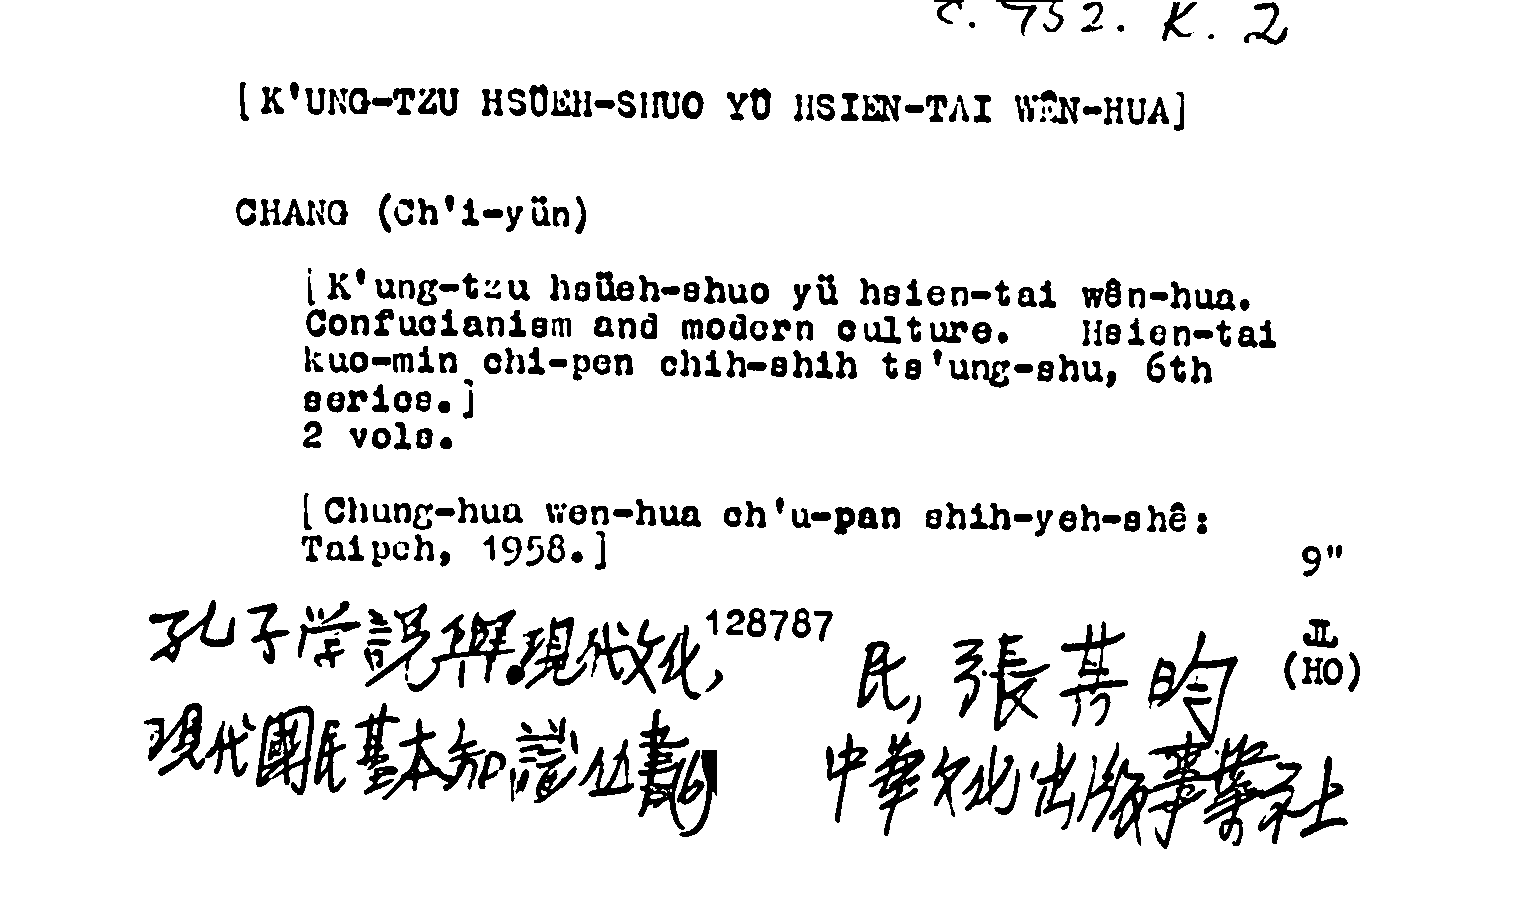 C. 752. K. 2
[K'UNG-TZU HSÜEH-SHUO YÜ HSIEN-TAI WÊN-HUA]
CHANG (Ch'i-yün)
[K'ung-tzu hsüeh-shuo yü hsien-tai wên-hua.
Confucianism and modern culture. Hsien-tai
kuo-min chi-pen chih-shih ts'ung-shu, 6th
series.]
2 vols.
[Chung-hua wen-hua ch'u-pan shih-yeh-shê:
Taipeh, 1958.]
9"
128787
JL
(HO)
孔子学説與現代文化,
民, 張其昀
現代國民基本知識丛書(6)
中華文化出版事業社